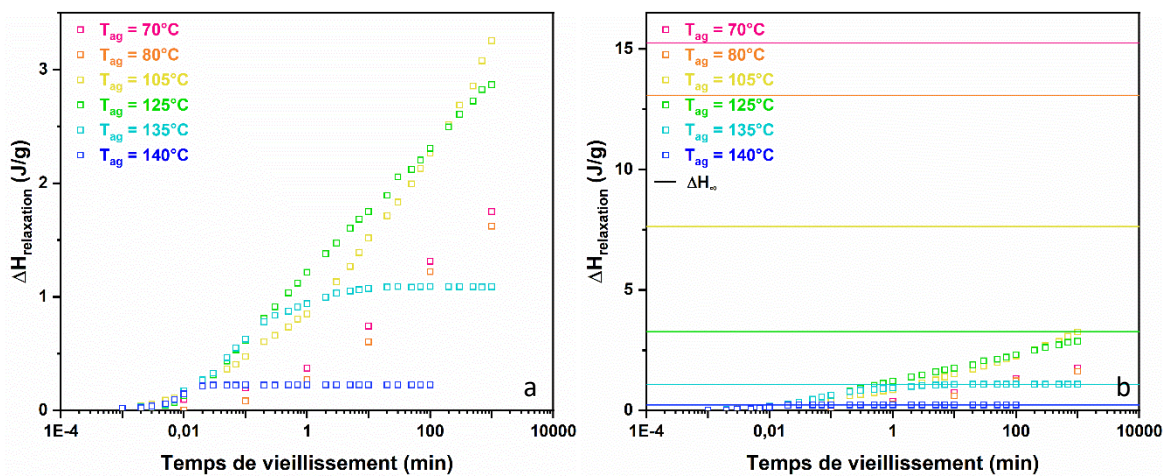 T_ag = 70°C
T_ag = 80°C
T_ag = 105°C
T_ag = 125°C
T_ag = 135°C
T_ag = 140°C
3
2
1
0
ΔH_relaxation (J/g)
a
1E-4 0,01 1 100 10000
Temps de vieillissement (min)
T_ag = 70°C
T_ag = 80°C
T_ag = 105°C
T_ag = 125°C
T_ag = 135°C
T_ag = 140°C
ΔH_∞
15
10
5
0
ΔH_relaxation (J/g)
b
1E-4 0,01 1 100 10000
Temps de vieillissement (min)